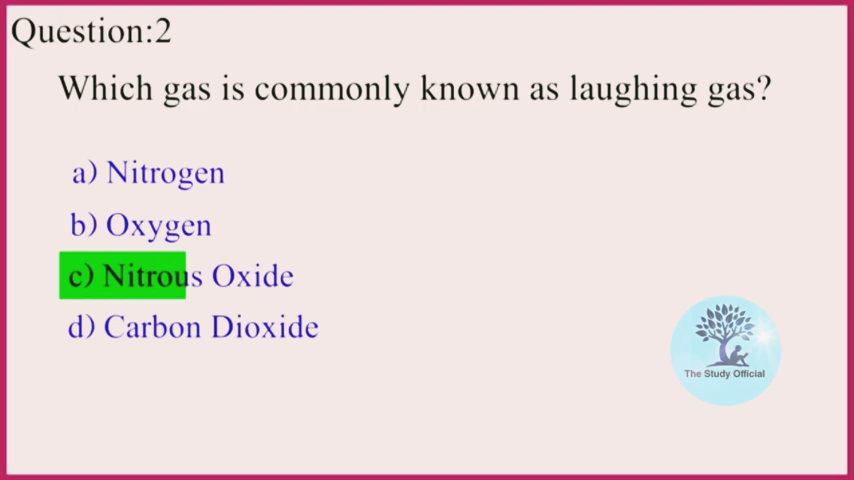 Question:2
Which gas is commonly known as laughing gas?
a) Nitrogen
b) Oxygen
c) Nitrous Oxide
d) Carbon Dioxide
The Study Official